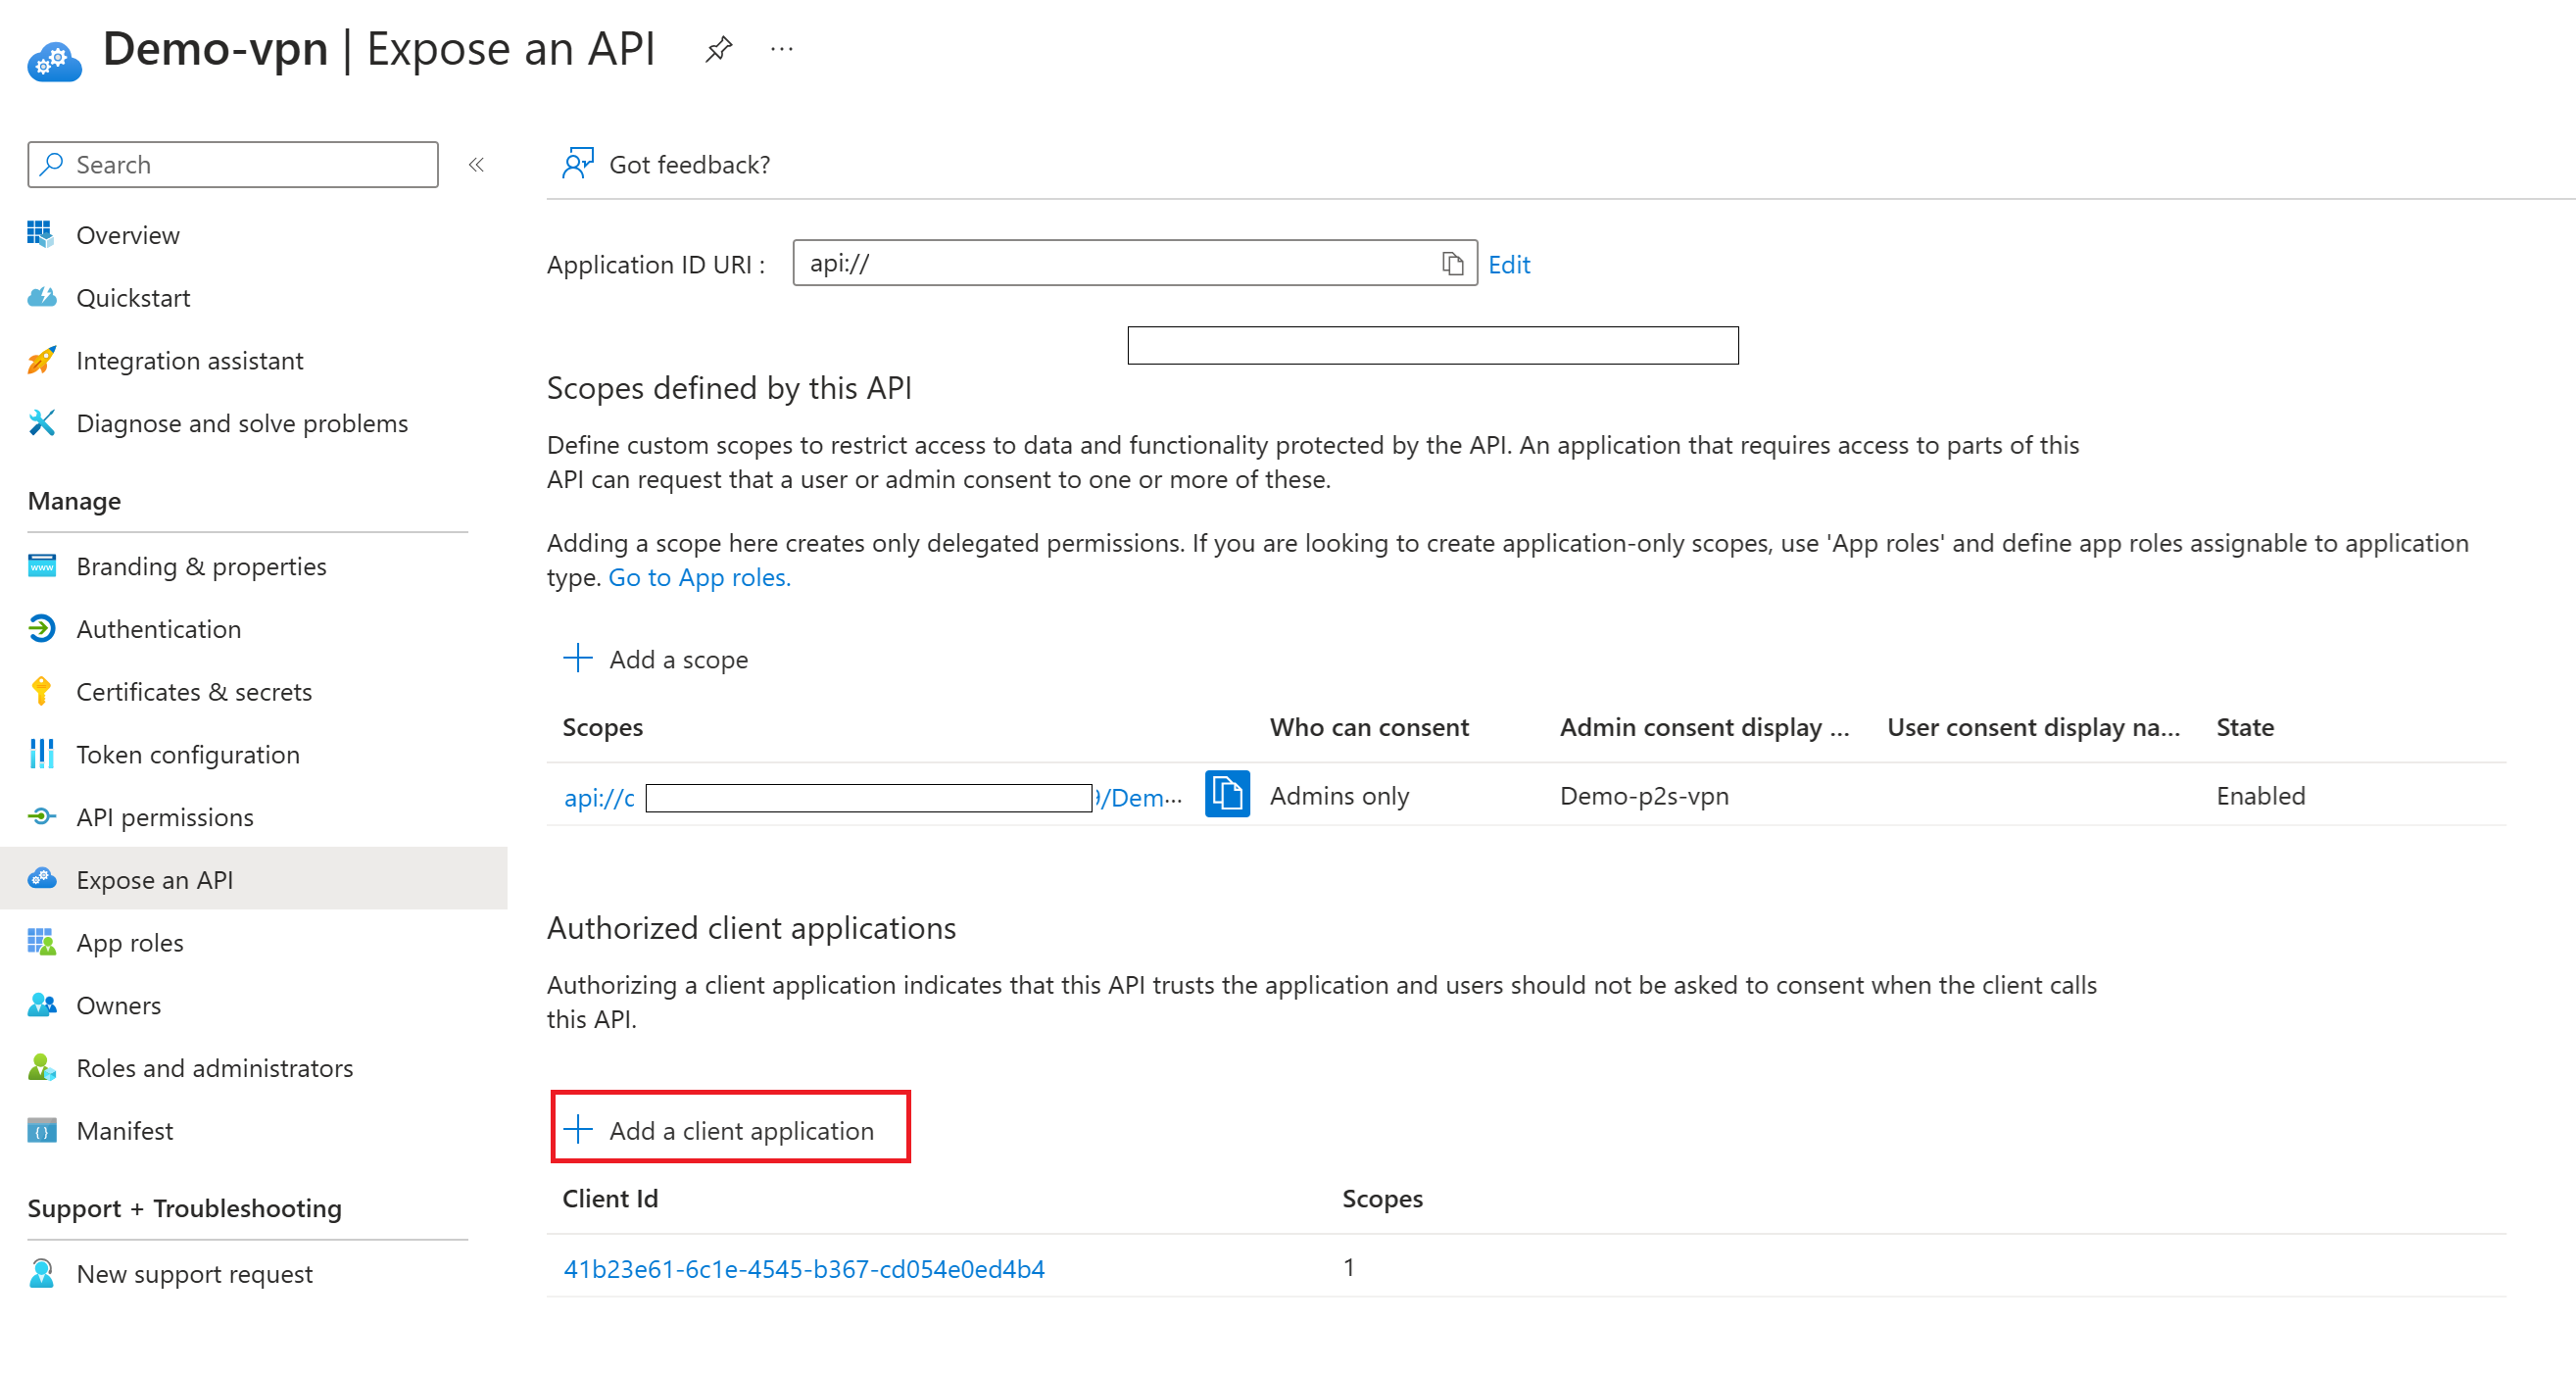 Demo-vpn | Expose an API
Search
Got feedback?
Overview
Quickstart
Integration assistant
Diagnose and solve problems
Manage
Branding & properties
Authentication
Certificates & secrets
Token configuration
API permissions
Expose an API
App roles
Owners
Roles and administrators
Manifest
Support + Troubleshooting
New support request
Application ID URI :
api://
Edit
Scopes defined by this API
Define custom scopes to restrict access to data and functionality protected by the API. An application that requires access to parts of this
API can request that a user or admin consent to one or more of these.
Adding a scope here creates only delegated permissions. If you are looking to create application-only scopes, use 'App roles' and define app roles assignable to application
type. Go to App roles.
Add a scope
Scopes Who can consent Admin consent display ... User consent display na... State
api://c /Dem... Admins only Demo-p2s-vpn Enabled
Authorized client applications
Authorizing a client application indicates that this API trusts the application and users should not be asked to consent when the client calls
this API.
Add a client application
Client Id Scopes
41b23e61-6c1e-4545-b367-cd054e0ed4b4 1